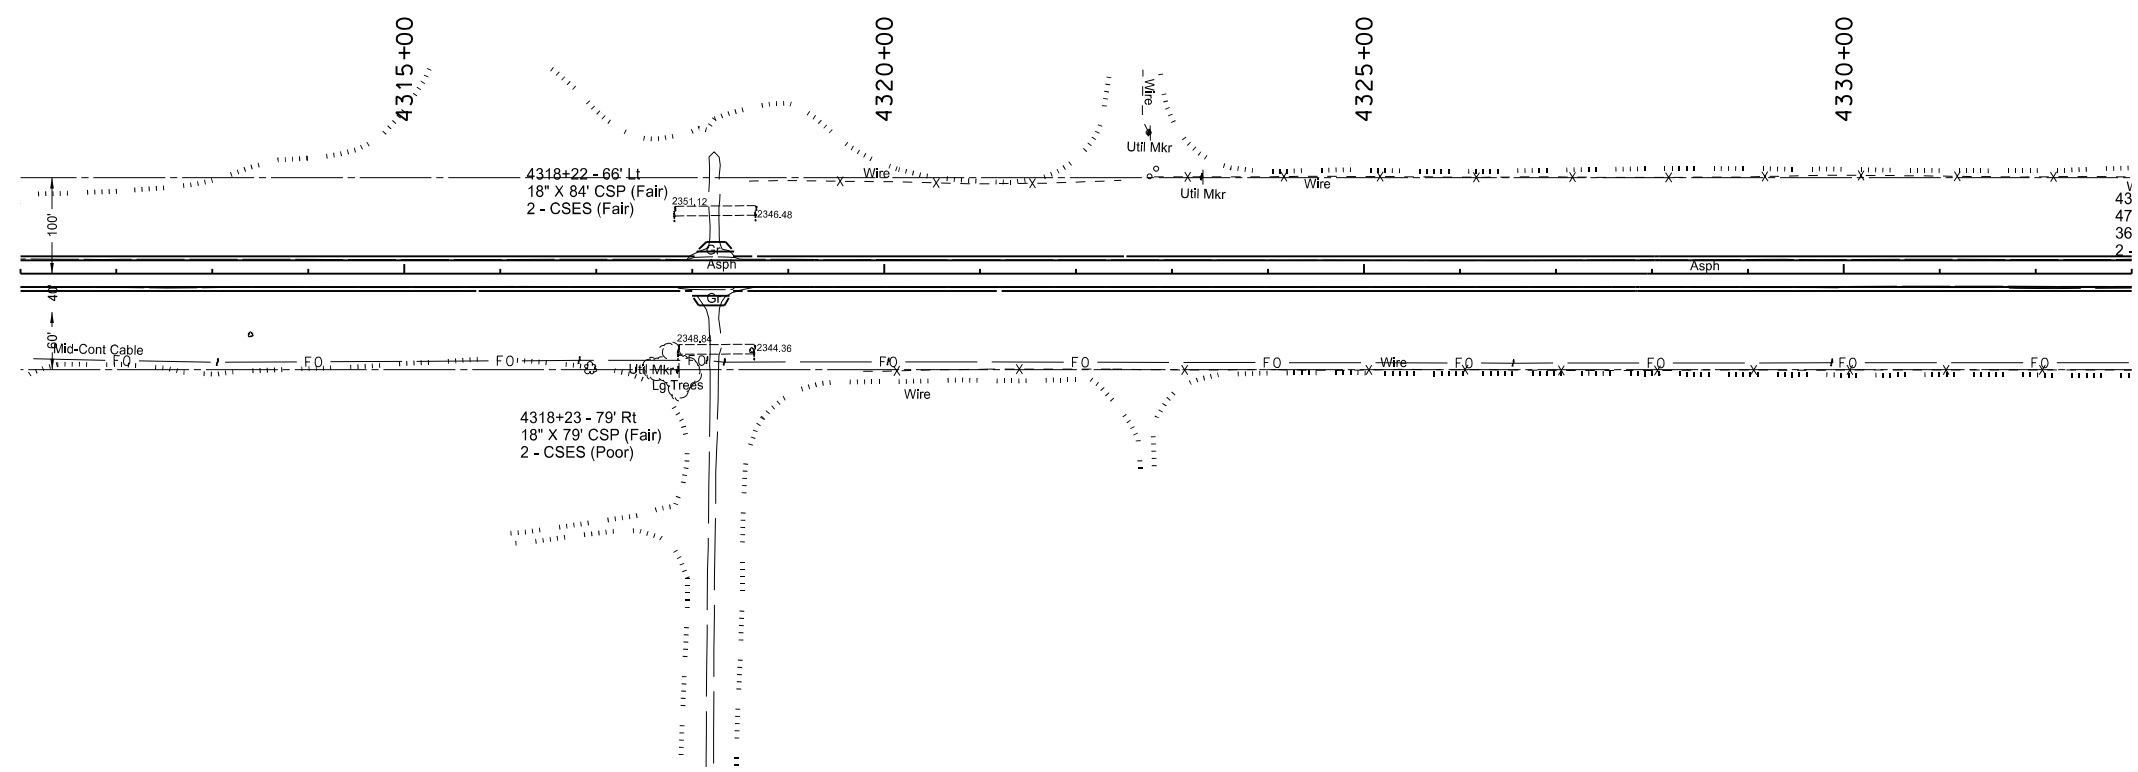 4315+00
4320+00
4325+00
4330+00
Wire
Util Mkr
4318+22 - 66' Lt
18" X 84' CSP (Fair)
2 - CSES (Fair)
Wire
X X X
X
Util Mkr
X
Wire
X X X X X X X X
2351.12
2346.48
43
47
36
2 -
100'
Gr
Asph
Asph
40'
Gr
60'
Mid-Cont Cable
2348.84
2344.36
FO FO FO FO FO FO FO Wire FO FO FO FO
Util Mkr
X X X X X X X X X X
Lg Trees
Wire
4318+23 - 79' Rt
18" X 79' CSP (Fair)
2 - CSES (Poor)